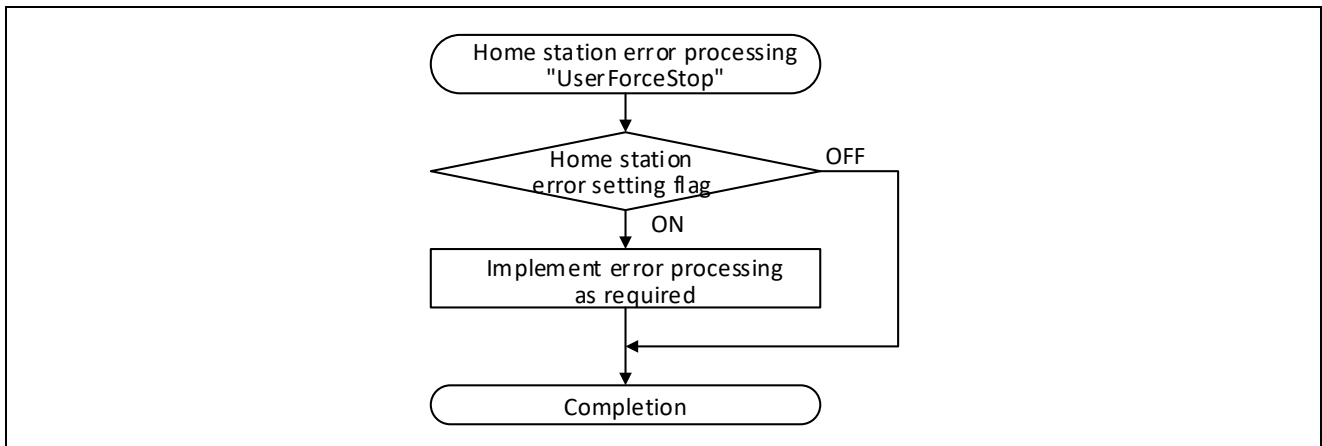 Home station error processing
"UserForceStop"
Home station
error setting flag
OFF
ON
Implement error processing
as required
Completion